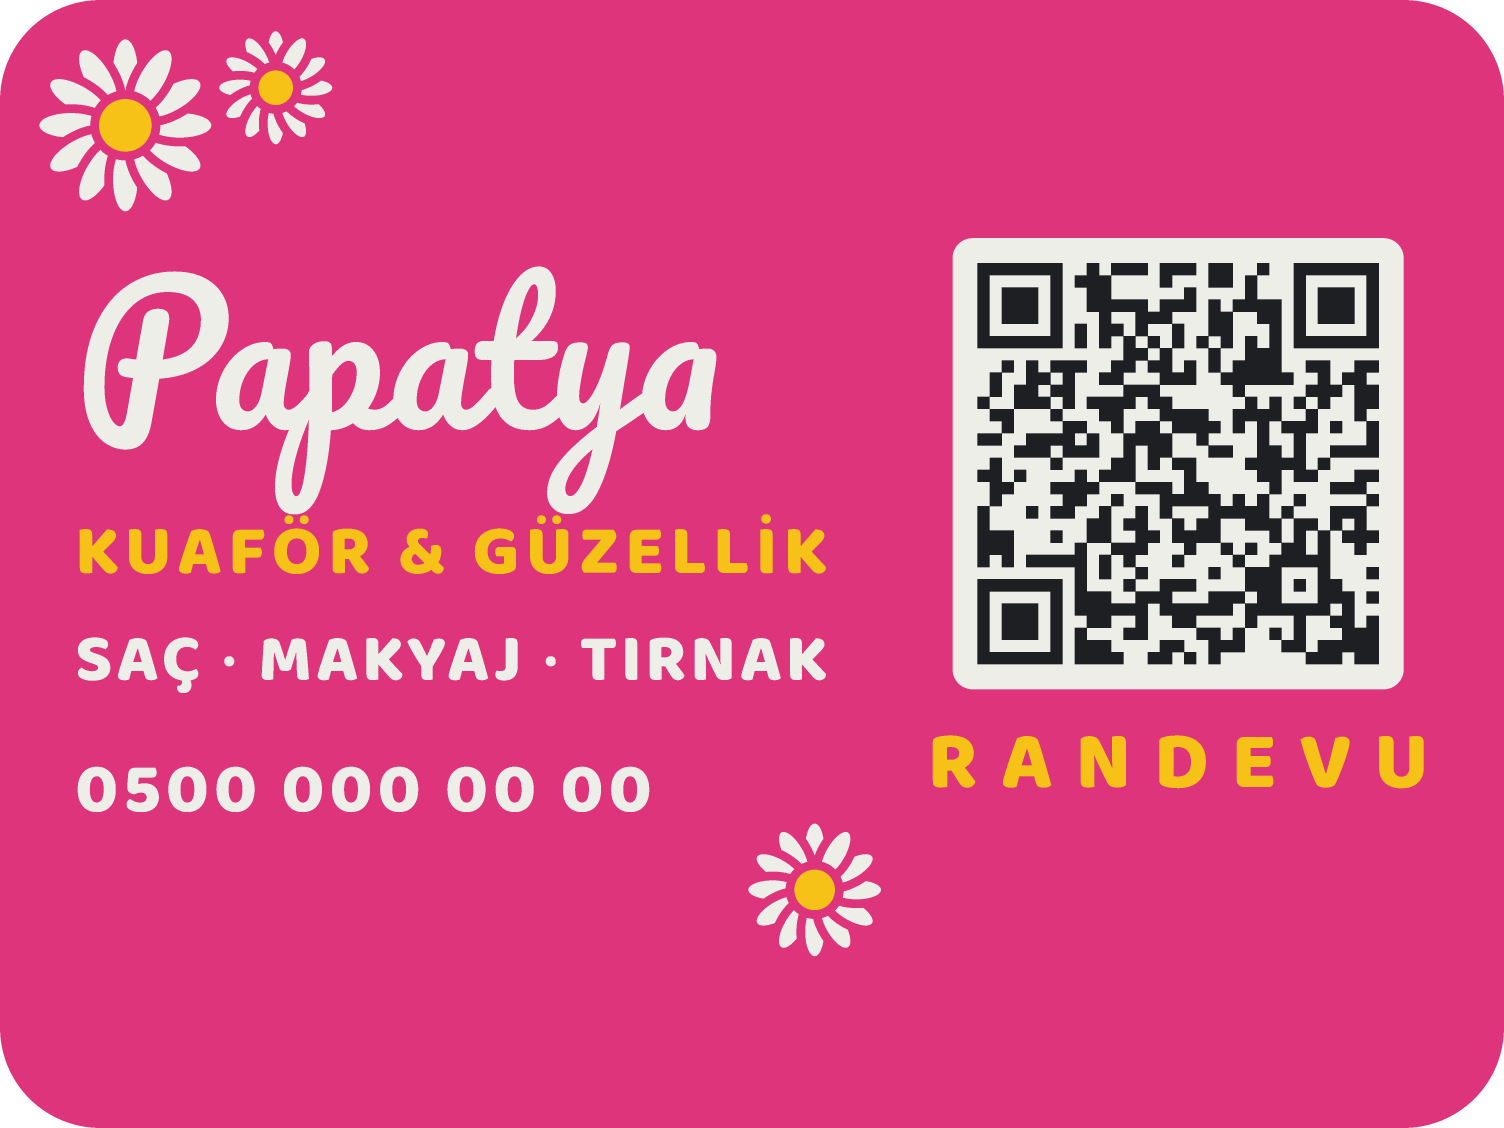 Papatya
KUAFÖR & GÜZELLİK
SAÇ · MAKYAJ · TIRNAK
0500 000 00 00
RANDEVU